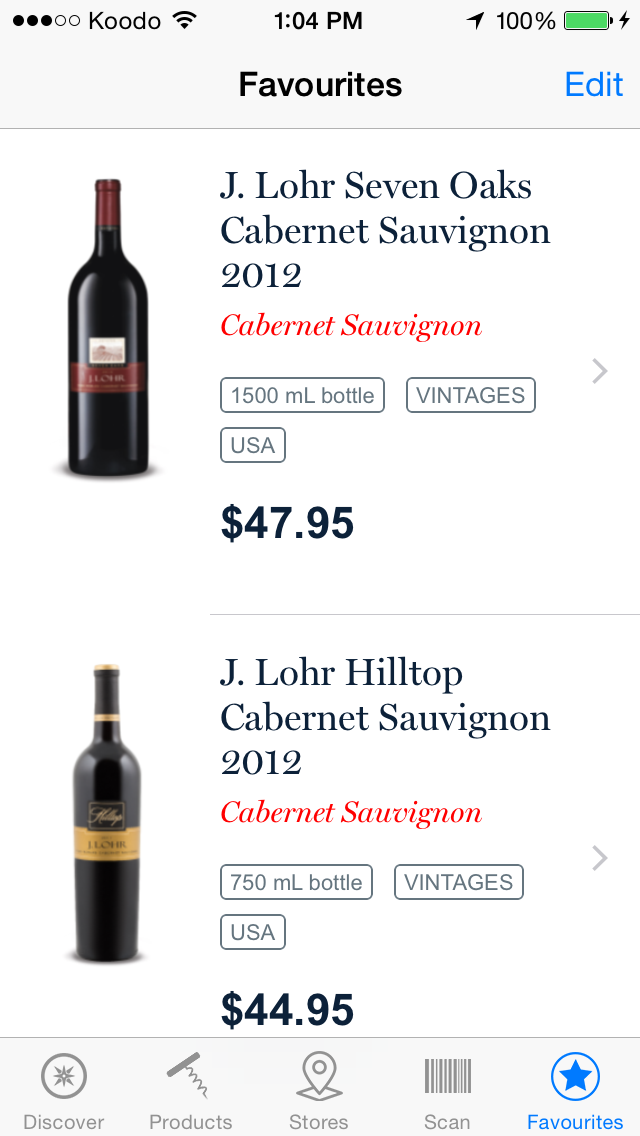 Koodo 1:04 PM 100%
Favourites Edit
J. Lohr Seven Oaks
Cabernet Sauvignon
2012
Cabernet Sauvignon
1500 mL bottle VINTAGES
USA
$47.95
J. LOHR
J. Lohr Hilltop
Cabernet Sauvignon
2012
Cabernet Sauvignon
750 mL bottle VINTAGES
USA
$44.95
Hilltop
J. LOHR
Discover Products Stores Scan Favourites